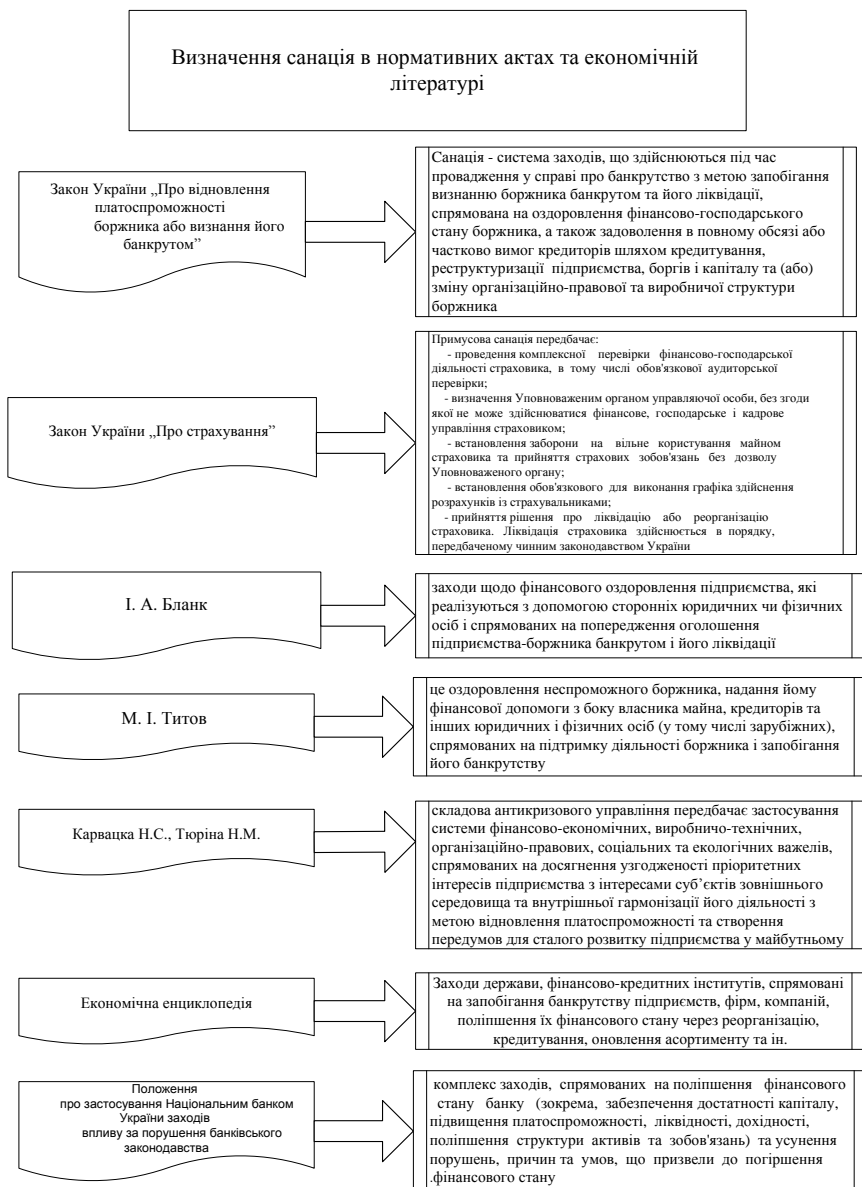 Визначення санація в нормативних актах та економічній
літературі
Закон України „Про відновлення
платоспроможності
боржника або визнання його
банкрутом”
Санація - система заходів, що здійснюються під час
провадження у справі про банкрутство з метою запобігання
визнанню боржника банкрутом та його ліквідації,
спрямована на оздоровлення фінансово-господарського
стану боржника, а також задоволення в повному обсязі або
частково вимог кредиторів шляхом кредитування,
реструктуризації підприємства, боргів і капіталу та (або)
зміну організаційно-правової та виробничої структури
боржника
Закон України „Про страхування”
Примусова санація передбачає:
- проведення комплексної перевірки фінансово-господарської
діяльності страховика, в тому числі обов'язкової аудиторської
перевірки;
- визначення Уповноваженим органом управляючої особи, без згоди
якої не може здійснюватися фінансове, господарське і кадрове
управління страховиком;
- встановлення заборони на вільне користування майном
страховика та прийняття страхових зобов'язань без дозволу
Уповноваженого органу;
- встановлення обов'язкового для виконання графіка здійснення
розрахунків із страхувальниками;
- прийняття рішення про ліквідацію або реорганізацію
страховика. Ліквідація страховика здійснюється в порядку,
передбаченому чинним законодавством України
І. А. Бланк
заходи щодо фінансового оздоровлення підприємства, які
реалізуються з допомогою сторонніх юридичних чи фізичних
осіб і спрямованих на попередження оголошення
підприємства-боржника банкрутом і його ліквідації
М. І. Титов
це оздоровлення неспроможного боржника, надання йому
фінансової допомоги з боку власника майна, кредиторів та
інших юридичних і фізичних осіб (у тому числі зарубіжних),
спрямованих на підтримку діяльності боржника і запобігання
його банкрутству
Карвацка Н.С., Тюріна Н.М.
складова антикризового управління передбачає застосування
системи фінансово-економічних, виробничо-технічних,
організаційно-правових, соціальних та екологічних важелів,
спрямованих на досягнення узгодженості пріоритетних
інтересів підприємства з інтересами суб’єктів зовнішнього
середовища та внутрішньої гармонізації його діяльності з
метою відновлення платоспроможності та створення
передумов для сталого розвитку підприємства у майбутньому
Економічна енциклопедія
Заходи держави, фінансово-кредитних інститутів, спрямовані
на запобігання банкрутству підприємств, фірм, компаній,
поліпшення їх фінансового стану через реорганізацію,
кредитування, оновлення асортименту та ін.
Положення
про застосування Національним банком
України заходів
впливу за порушення банківського
законодавства
комплекс заходів, спрямованих на поліпшення фінансового
стану банку (зокрема, забезпечення достатності капіталу,
підвищення платоспроможності, ліквідності, дохідності,
поліпшення структури активів та зобов'язань) та усунення
порушень, причин та умов, що призвели до погіршення
.фінансового стану